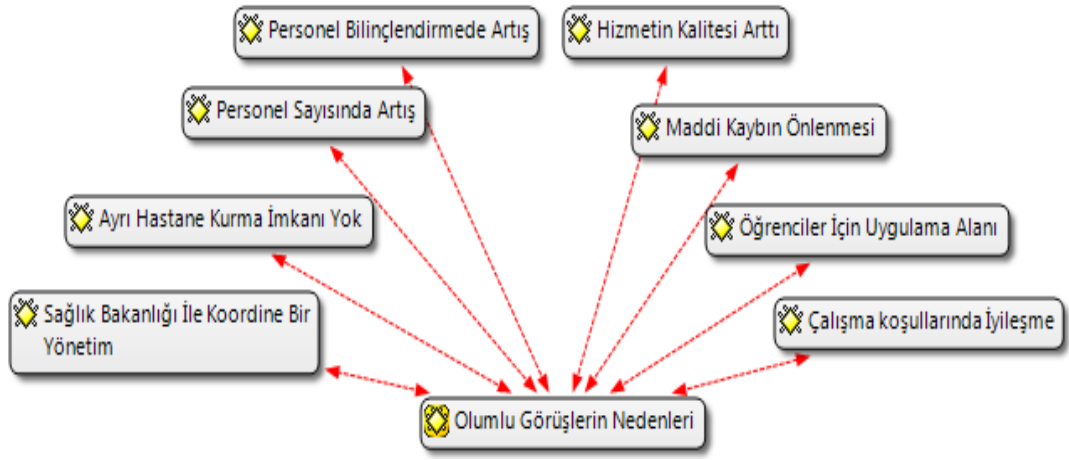 Personel Bilinçlendirmede Artış
Hizmetin Kalitesi Arttı
Personel Sayısında Artış
Maddi Kaybın Önlenmesi
Ayrı Hastane Kurma İmkanı Yok
Öğrenciler İçin Uygulama Alanı
Sağlık Bakanlığı İle Koordine Bir
Yönetim
Çalışma koşullarında İyileşme
Olumlu Görüşlerin Nedenleri